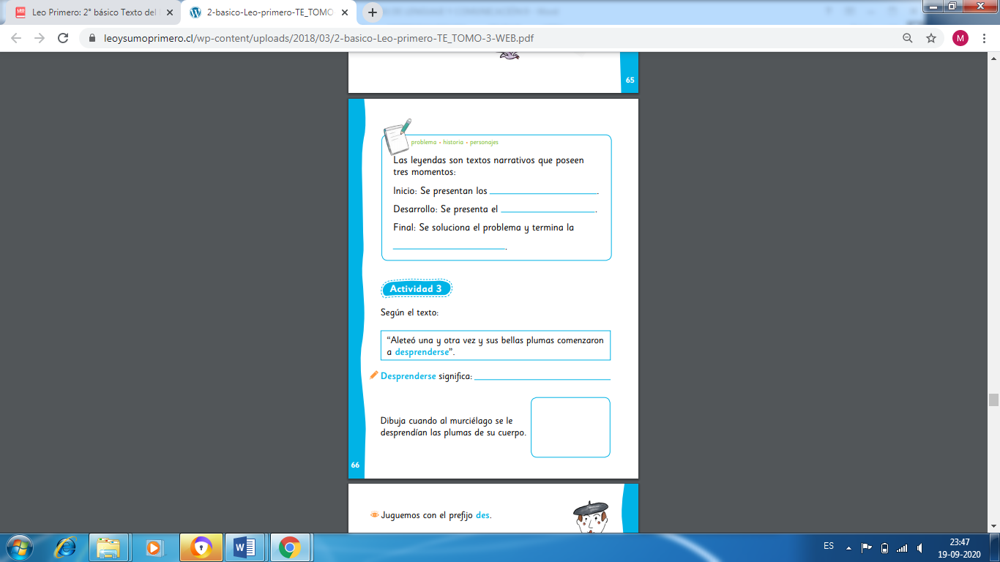 Leo Primero: 2° básico Texto del
2-basico-Leo-primero-TE_TOMO
leoysumoprimero.cl/wp-content/uploads/2018/03/2-basico-Leo-primero-TE_TOMO-3-WEB.pdf
M
65
problema • historia • personajes
Las leyendas son textos narrativos que poseen
tres momentos:
Inicio: Se presentan los ____________.
Desarrollo: Se presenta el ____________.
Final: Se soluciona el problema y termina la
____________.
Actividad 3
Según el texto:
“Aleteó una y otra vez y sus bellas plumas comenzaron
a desprenderse”.
Desprenderse significa: ____________
Dibuja cuando al murciélago se le
desprendían las plumas de su cuerpo.
66
Juguemos con el prefijo des.
ES
23:47
19-09-2020